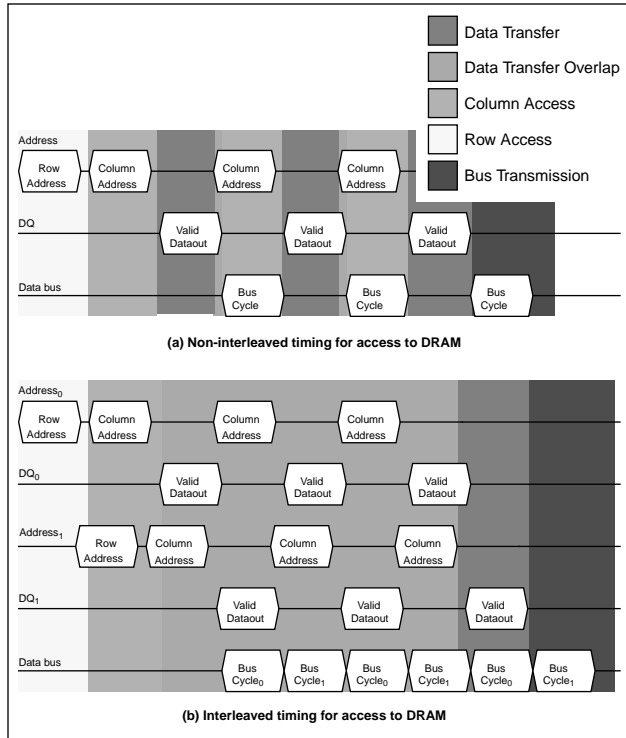 Data Transfer
Data Transfer Overlap
Column Access
Row Access
Bus Transmission
Address
Row
Address
Column
Address
Column
Address
Column
Address
DQ
Valid
Dataout
Valid
Dataout
Valid
Dataout
Data bus
Bus
Cycle
Bus
Cycle
Bus
Cycle
(a) Non-interleaved timing for access to DRAM
Address0
Row
Address
Column
Address
Column
Address
Column
Address
DQ0
Valid
Dataout
Valid
Dataout
Valid
Dataout
Address1
Row
Address
Column
Address
Column
Address
Column
Address
DQ1
Valid
Dataout
Valid
Dataout
Valid
Dataout
Data bus
Bus
Cycle0
Bus
Cycle1
Bus
Cycle0
Bus
Cycle1
Bus
Cycle0
Bus
Cycle1
(b) Interleaved timing for access to DRAM